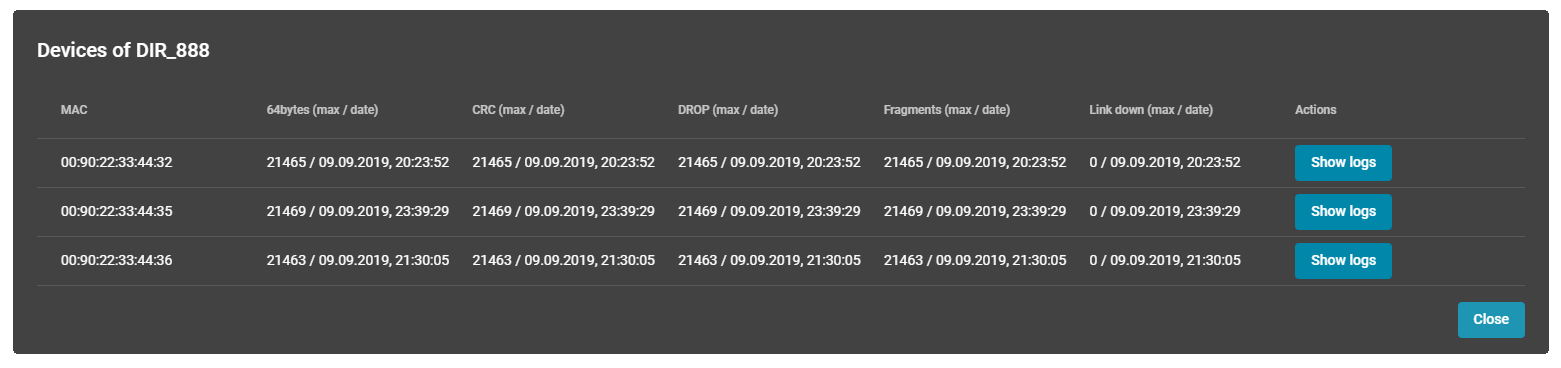 Devices of DIR_888
MAC 64bytes (max / date) CRC (max / date) DROP (max / date) Fragments (max / date) Link down (max / date) Actions
00:90:22:33:44:32 21465 / 09.09.2019, 20:23:52 21465 / 09.09.2019, 20:23:52 21465 / 09.09.2019, 20:23:52 21465 / 09.09.2019, 20:23:52 0 / 09.09.2019, 20:23:52 Show logs
00:90:22:33:44:35 21469 / 09.09.2019, 23:39:29 21469 / 09.09.2019, 23:39:29 21469 / 09.09.2019, 23:39:29 21469 / 09.09.2019, 23:39:29 0 / 09.09.2019, 23:39:29 Show logs
00:90:22:33:44:36 21463 / 09.09.2019, 21:30:05 21463 / 09.09.2019, 21:30:05 21463 / 09.09.2019, 21:30:05 21463 / 09.09.2019, 21:30:05 0 / 09.09.2019, 21:30:05 Show logs
Close